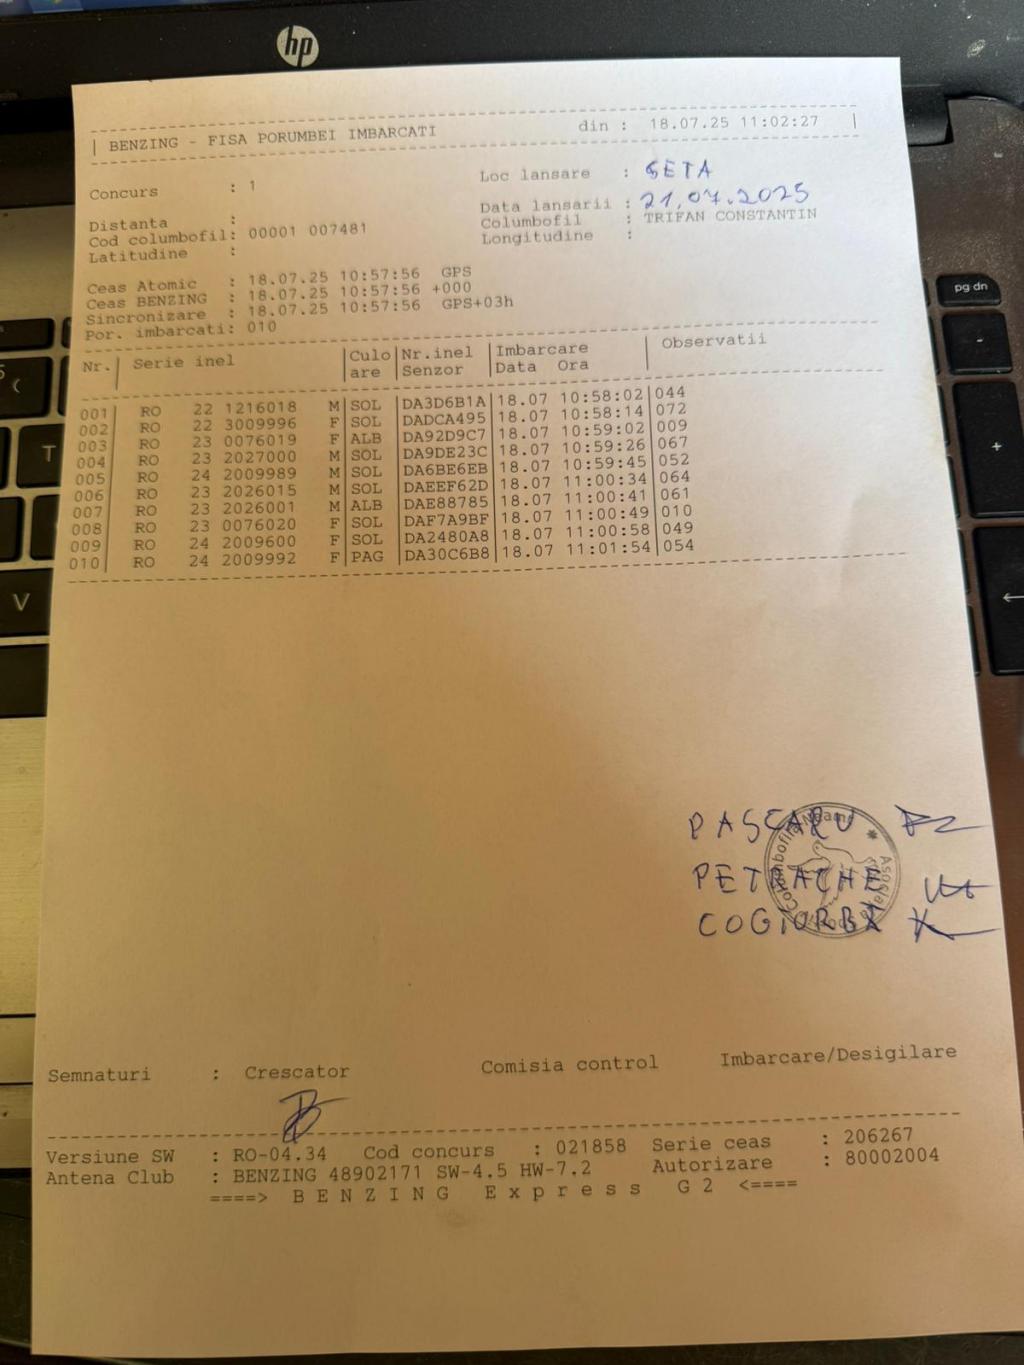 hp
| BENZING - FISA PORUMBEI IMBARCATI din : 18.07.25 11:02:27 |
Concurs : 1 Loc lansare : SETA
Data lansarii : 21.07.2025
Distanta : Columbofil : TRIFAN CONSTANTIN
Cod columbofil: 00001 007481 Longitudine :
Latitudine :
Ceas Atomic : 18.07.25 10:57:56 GPS
Ceas BENZING : 18.07.25 10:57:56 +000
Sincronizare : 18.07.25 10:57:56 GPS+03h
Por. imbarcati: 010
Nr.| Serie inel |Culo|Nr.inel |Imbarcare | Observatii
|are |Senzor |Data Ora
001| RO 22 1216018 M|SOL |DA3D6B1A|18.07 10:58:02|044
002| RO 22 3009996 F|SOL |DADCA495|18.07 10:58:14|072
003| RO 23 0076019 F|ALB |DA92D9C7|18.07 10:59:02|009
004| RO 23 2027000 M|SOL |DA9DE23C|18.07 10:59:26|067
005| RO 24 2009989 M|SOL |DA6BE6EB|18.07 10:59:45|052
006| RO 23 2026015 M|SOL |DAEEF62D|18.07 11:00:34|064
007| RO 23 2026001 M|ALB |DAE88785|18.07 11:00:41|061
008| RO 23 0076020 F|SOL |DAF7A9BF|18.07 11:00:49|010
009| RO 24 2009600 F|SOL |DA2480A8|18.07 11:00:58|049
010| RO 24 2009992 F|PAG |DA30C6B8|18.07 11:01:54|054
PASCARU
PETRACHE
COGIURBA
Semnaturi : Crescator Comisia control Imbarcare/Desigilare
Versiune SW : RO-04.34 Cod concurs : 021858 Serie ceas : 206267
Antena Club : BENZING 48902171 SW-4.5 HW-7.2 Autorizare : 80002004
====> B E N Z I N G E x p r e s s G 2 <====
pg dn
T
V